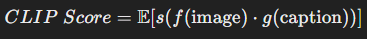 CLIP Score = 𝔼[s(f(image) · g(caption))]